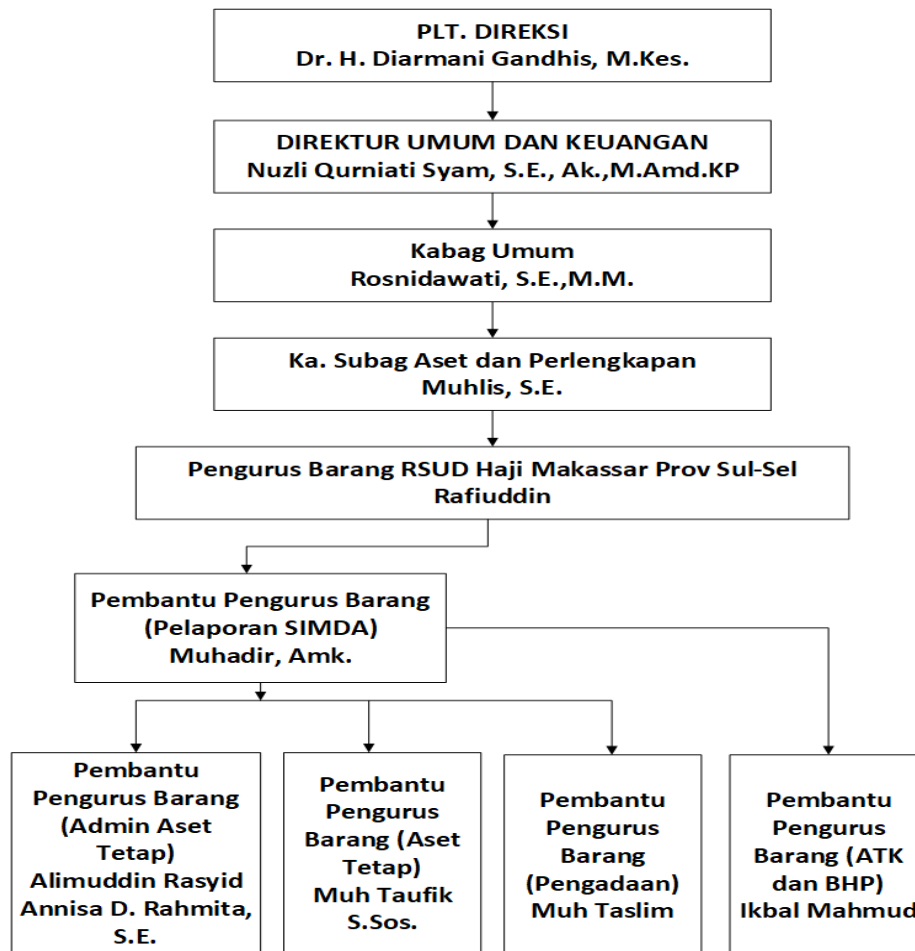 PLT. DIREKSI
Dr. H. Diarmani Gandhis, M.Kes.
DIREKTUR UMUM DAN KEUANGAN
Nuzli Qurniati Syam, S.E., Ak.,M.Amd.KP
Kabag Umum
Rosnidawati, S.E.,M.M.
Ka. Subag Aset dan Perlengkapan
Muhlis, S.E.
Pengurus Barang RSUD Haji Makassar Prov Sul-Sel
Rafiuddin
Pembantu Pengurus Barang
(Pelaporan SIMDA)
Muhadir, Amk.
Pembantu
Pengurus Barang
(Admin Aset
Tetap)
Alimuddin Rasyid
Annisa D. Rahmita,
S.E.
Pembantu
Pengurus
Barang (Aset
Tetap)
Muh Taufik
S.Sos.
Pembantu
Pengurus
Barang
(Pengadaan)
Muh Taslim
Pembantu
Pengurus
Barang (ATK
dan BHP)
Ikbal Mahmud